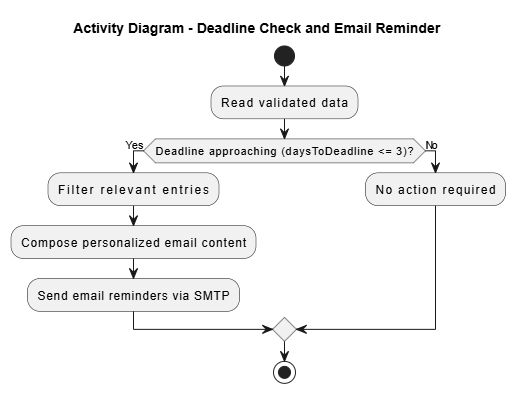 Activity Diagram - Deadline Check and Email Reminder
Read validated data
Yes
Deadline approaching (daysToDeadline <= 3)?
No
Filter relevant entries
No action required
Compose personalized email content
Send email reminders via SMTP